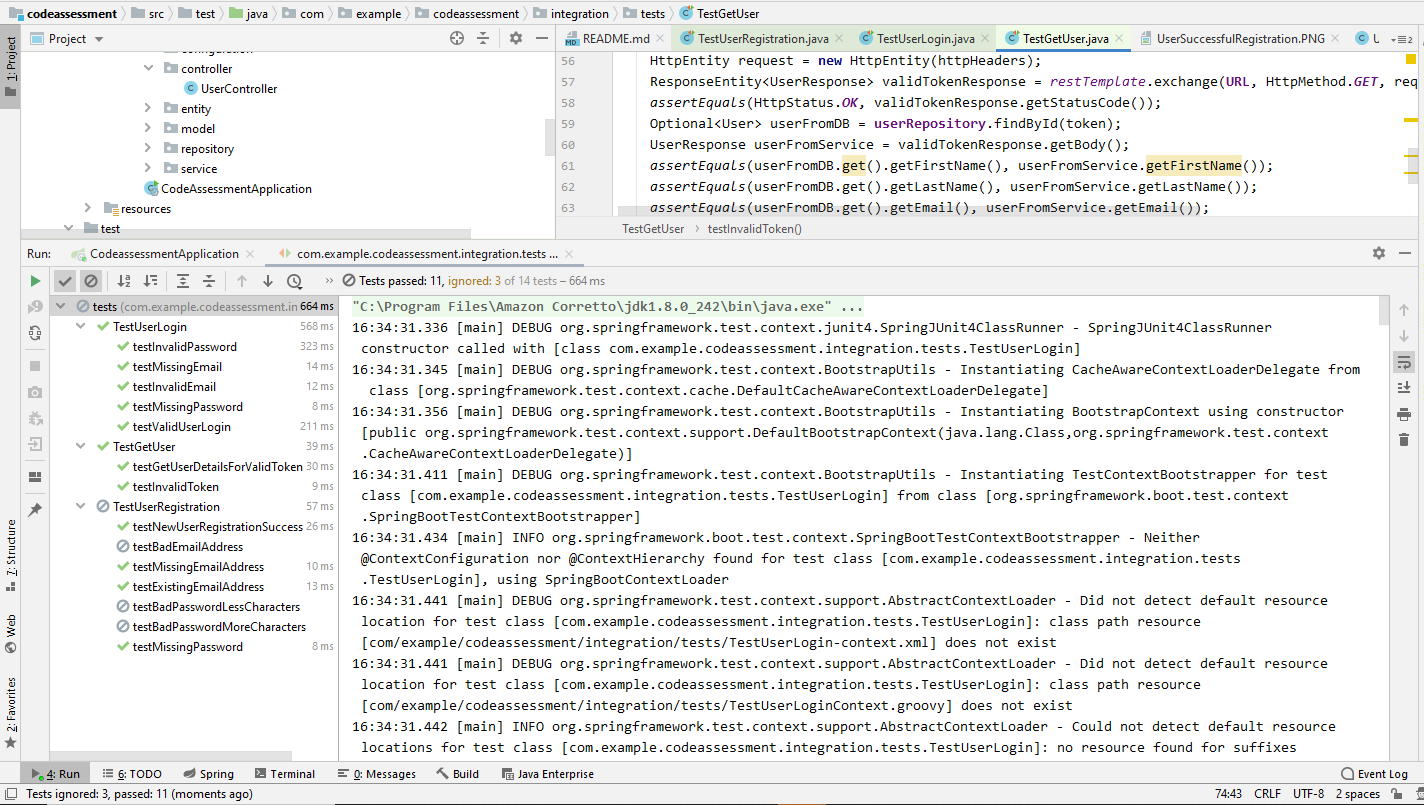 codeassessment src test java com example codeassessment integration tests TestGetUser
1: Project
Project
README.md TestUserRegistration.java TestUserLogin.java TestGetUser.java UserSuccessfulRegistration.PNG U
controller
UserController
entity
model
repository
service
CodeAssessmentApplication
resources
test
56 HttpEntity request = new HttpEntity(httpHeaders);
57 ResponseEntity<UserResponse> validTokenResponse = restTemplate.exchange(URL, HttpMethod.GET, req
58 assertEquals(HttpStatus.OK, validTokenResponse.getStatusCode());
59 Optional<User> userFromDB = userRepository.findById(token);
60 UserResponse userFromService = validTokenResponse.getBody();
61 assertEquals(userFromDB.get().getFirstName(), userFromService.getFirstName());
62 assertEquals(userFromDB.get().getLastName(), userFromService.getLastName());
63 assertEquals(userFromDB.get().getEmail(), userFromService.getEmail());
TestGetUser testInvalidToken()
Run: CodeassessmentApplication com.example.codeassessment.integration.tests ...
Tests passed: 11, ignored: 3 of 14 tests – 664 ms
tests (com.example.codeassessment.in 664 ms
TestUserLogin 568 ms
testInvalidPassword 323 ms
testMissingEmail 14 ms
testInvalidEmail 12 ms
testMissingPassword 8 ms
testValidUserLogin 211 ms
TestGetUser 39 ms
testGetUserDetailsForValidToken 30 ms
testInvalidToken 9 ms
TestUserRegistration 57 ms
testNewUserRegistrationSuccess 26 ms
testBadEmailAddress
testMissingEmailAddress 10 ms
testExistingEmailAddress 13 ms
testBadPasswordLessCharacters
testBadPasswordMoreCharacters
testMissingPassword 8 ms
"C:\Program Files\Amazon Corretto\jdk1.8.0_242\bin\java.exe" ...
16:34:31.336 [main] DEBUG org.springframework.test.context.junit4.SpringJUnit4ClassRunner - SpringJUnit4ClassRunner
constructor called with [class com.example.codeassessment.integration.tests.TestUserLogin]
16:34:31.345 [main] DEBUG org.springframework.test.context.BootstrapUtils - Instantiating CacheAwareContextLoaderDelegate from
class [org.springframework.test.context.cache.DefaultCacheAwareContextLoaderDelegate]
16:34:31.356 [main] DEBUG org.springframework.test.context.BootstrapUtils - Instantiating BootstrapContext using constructor
[public org.springframework.test.context.support.DefaultBootstrapContext(java.lang.Class,org.springframework.test.context
.CacheAwareContextLoaderDelegate)]
16:34:31.411 [main] DEBUG org.springframework.test.context.BootstrapUtils - Instantiating TestContextBootstrapper for test
class [com.example.codeassessment.integration.tests.TestUserLogin] from class [org.springframework.boot.test.context
.SpringBootTestContextBootstrapper]
16:34:31.434 [main] INFO org.springframework.boot.test.context.SpringBootTestContextBootstrapper - Neither
@ContextConfiguration nor @ContextHierarchy found for test class [com.example.codeassessment.integration.tests
.TestUserLogin], using SpringBootContextLoader
16:34:31.441 [main] DEBUG org.springframework.test.context.support.AbstractContextLoader - Did not detect default resource
location for test class [com.example.codeassessment.integration.tests.TestUserLogin]: class path resource
[com/example/codeassessment/integration/tests/TestUserLogin-context.xml] does not exist
16:34:31.441 [main] DEBUG org.springframework.test.context.support.AbstractContextLoader - Did not detect default resource
location for test class [com.example.codeassessment.integration.tests.TestUserLogin]: class path resource
[com/example/codeassessment/integration/tests/TestUserLoginContext.groovy] does not exist
16:34:31.442 [main] INFO org.springframework.test.context.support.AbstractContextLoader - Could not detect default resource
locations for test class [com.example.codeassessment.integration.tests.TestUserLogin]: no resource found for suffixes
7: Structure
Web
2: Favorites
4: Run 6: TODO Spring Terminal 0: Messages Build Java Enterprise Event Log
Tests ignored: 3, passed: 11 (moments ago) 74:43 CRLF UTF-8 2 spaces